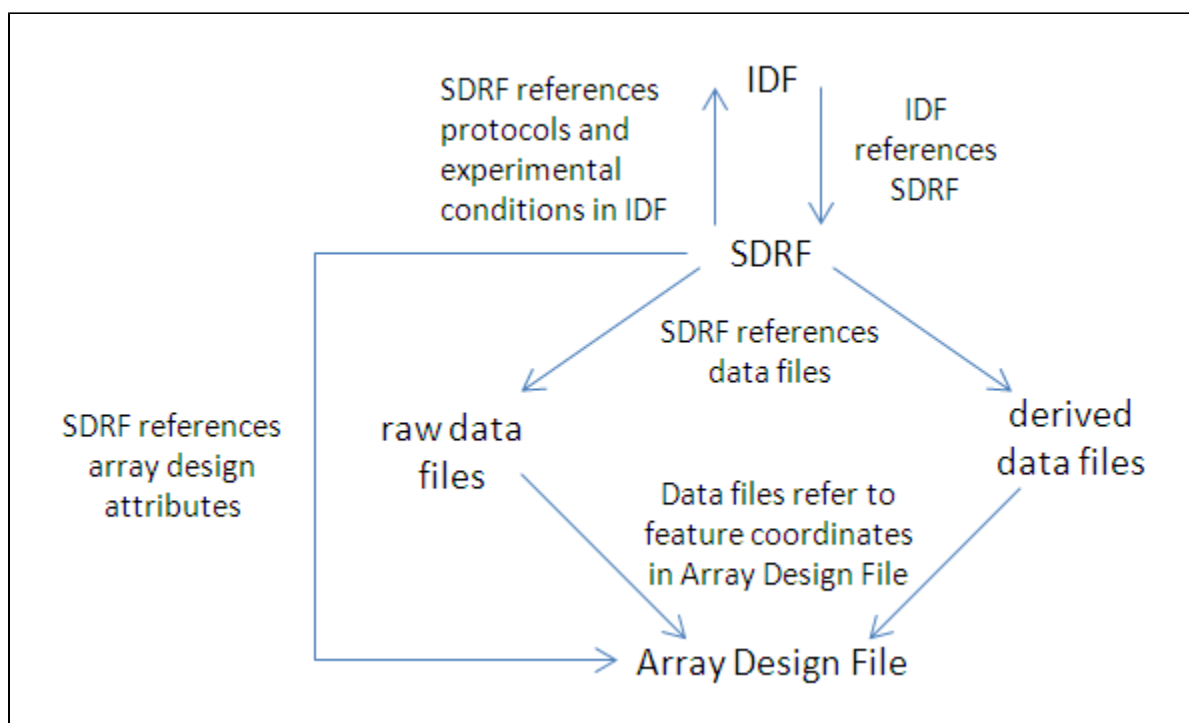 IDF
SDRF references
protocols and
experimental
conditions in IDF
IDF
references
SDRF
SDRF
SDRF references
data files
SDRF references
array design
attributes
raw data
files
derived
data files
Data files refer to
feature coordinates
in Array Design File
Array Design File